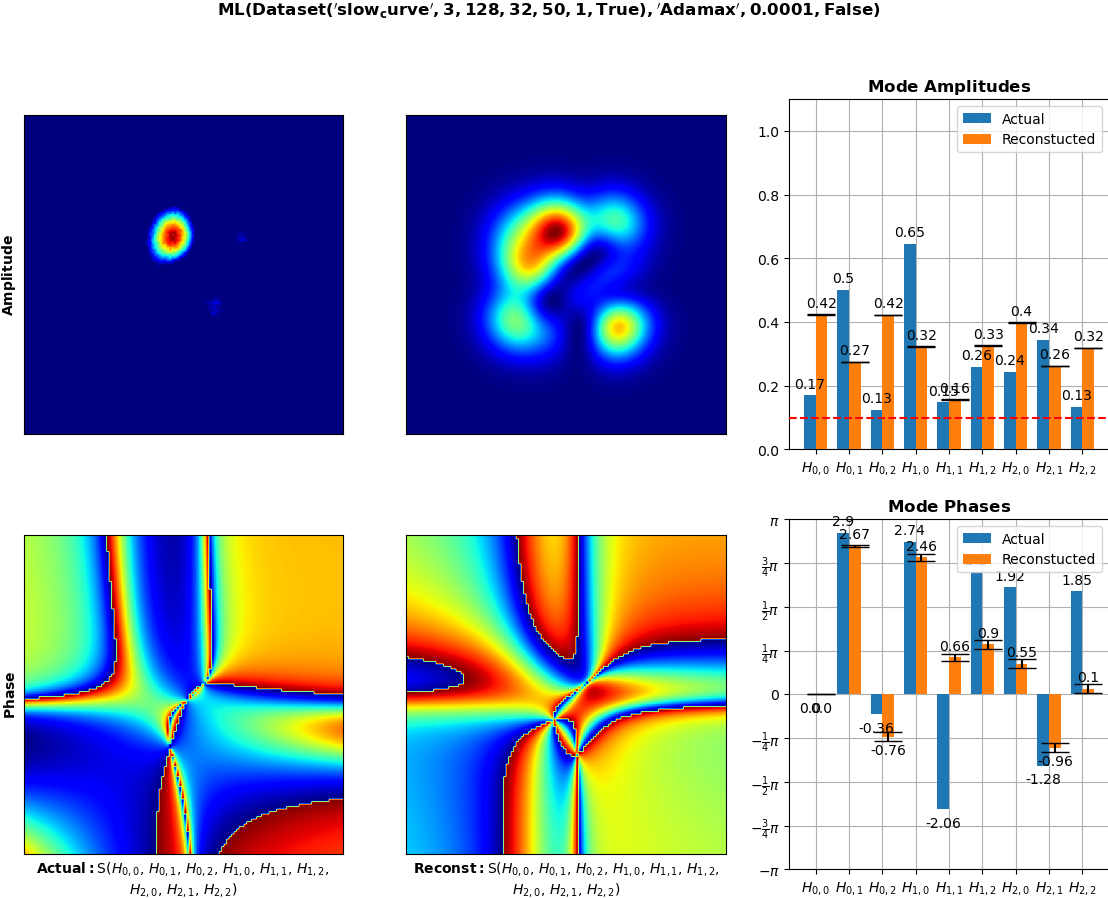 ML(Dataset('slow_curve', 3, 128, 32, 50, 1, True), 'Adamax', 0.0001, False)
Mode Amplitudes
Amplitude
Actual
Reconstucted
1.0
0.8
0.6
0.4
0.2
0.0
0.17
0.42
0.5
0.27
0.13
0.42
0.65
0.32
0.15
0.16
0.26
0.33
0.24
0.4
0.34
0.26
0.13
0.32
H0,0 H0,1 H0,2 H1,0 H1,1 H1,2 H2,0 H2,1 H2,2
Mode Phases
Phase
Actual
Reconstucted
π
3/4π
1/2π
1/4π
0
−1/4π
−1/2π
−3/4π
−π
0.0
0.0
2.9
2.67
-0.36
-0.76
2.74
2.46
-2.06
0.66
0.9
1.92
0.55
-1.28
-0.96
1.85
0.1
H0,0 H0,1 H0,2 H1,0 H1,1 H1,2 H2,0 H2,1 H2,2
Actual: S(H0,0, H0,1, H0,2, H1,0, H1,1, H1,2,
H2,0, H2,1, H2,2)
Reconst: S(H0,0, H0,1, H0,2, H1,0, H1,1, H1,2,
H2,0, H2,1, H2,2)